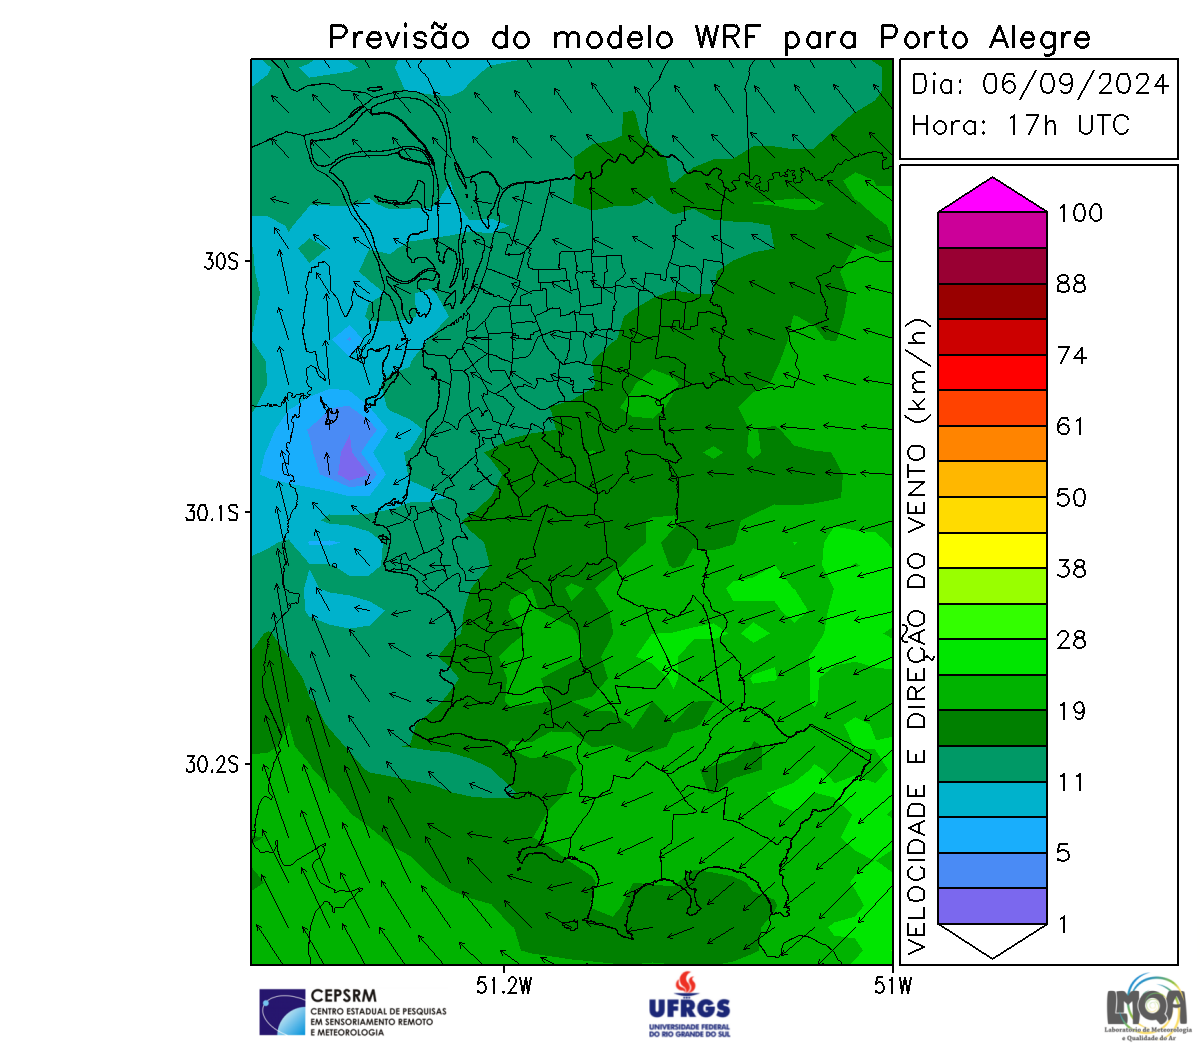 Previsão do modelo WRF para Porto Alegre
Dia: 06/09/2024
Hora: 17h UTC
30S
30.1S
30.2S
51.2W
51W
VELOCIDADE E DIREÇÃO DO VENTO (km/h)
100
88
74
61
50
38
28
19
11
5
1
CEPSRM
CENTRO ESTADUAL DE PESQUISAS
EM SENSORIAMENTO REMOTO
E METEOROLOGIA
UFRGS
UNIVERSIDADE FEDERAL
DO RIO GRANDE DO SUL
LMQA
Laboratório de Meteorologia
e Qualidade do Ar